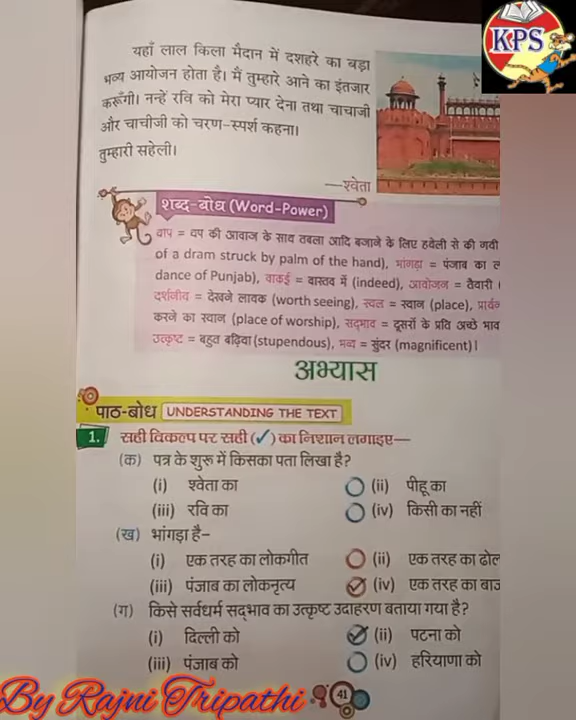 KPS
यहाँ लाल किला मैदान में दशहरे का बड़ा
भव्य आयोजन होता है। मैं तुम्हारे आने का इंतजार
करूँगी। नन्हें रवि को मेरा प्यार देना तथा चाचाजी
और चाचीजी को चरण-स्पर्श कहना।
तुम्हारी सहेली।
—श्वेता
शब्द-बोध (Word-Power)
थाप = थप की आवाज के साथ तबला आदि बजाने के लिए हथेली से की गयी
of a dram struck by palm of the hand), भांगड़ा = पंजाब का ल
dance of Punjab), वाकई = वास्तव में (indeed), आयोजन = तैयारी (
दर्शनीय = देखने लायक (worth seeing), स्थल = स्थान (place), प्रार्थ
करने का स्थान (place of worship), सद्भाव = दूसरों के प्रति अच्छे भाव
उत्कृष्ट = बहुत बढ़िया (stupendous), भव्य = सुंदर (magnificent)।
अभ्यास
पाठ-बोध UNDERSTANDING THE TEXT
1. सही विकल्प पर सही (✓) का निशान लगाइए—
(क) पत्र के शुरू में किसका पता लिखा है?
(i) श्वेता का (ii) पीहू का
(iii) रवि का (iv) किसी का नहीं
(ख) भांगड़ा है–
(i) एक तरह का लोकगीत (ii) एक तरह का ढोल
(iii) पंजाब का लोकनृत्य (iv) एक तरह का बाज
(ग) किसे सर्वधर्म सद्भाव का उत्कृष्ट उदाहरण बताया गया है?
(i) दिल्ली को (ii) पटना को
(iii) पंजाब को (iv) हरियाणा को
41
By Rajni Tripathi